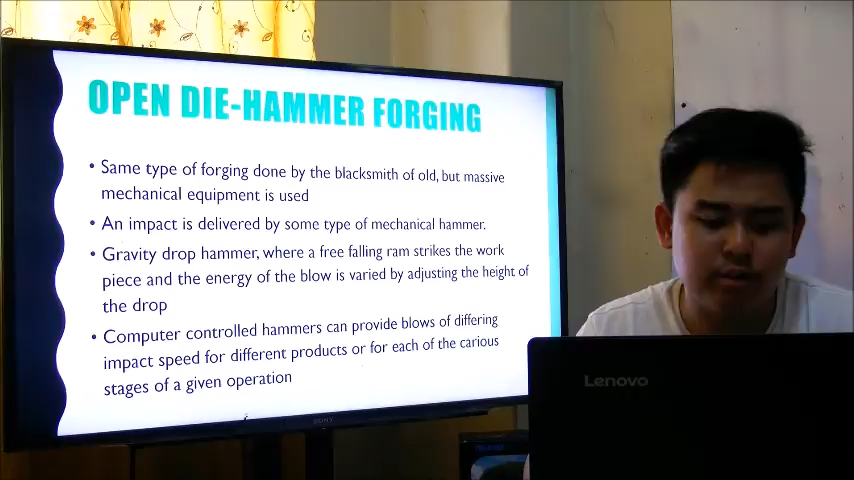 OPEN DIE-HAMMER FORGING
• Same type of forging done by the blacksmith of old, but massive
mechanical equipment is used
• An impact is delivered by some type of mechanical hammer.
• Gravity drop hammer, where a free falling ram strikes the work
piece and the energy of the blow is varied by adjusting the height of
the drop
• Computer controlled hammers can provide blows of differing
impact speed for different products or for each of the carious
stages of a given operation
SONY
Lenovo